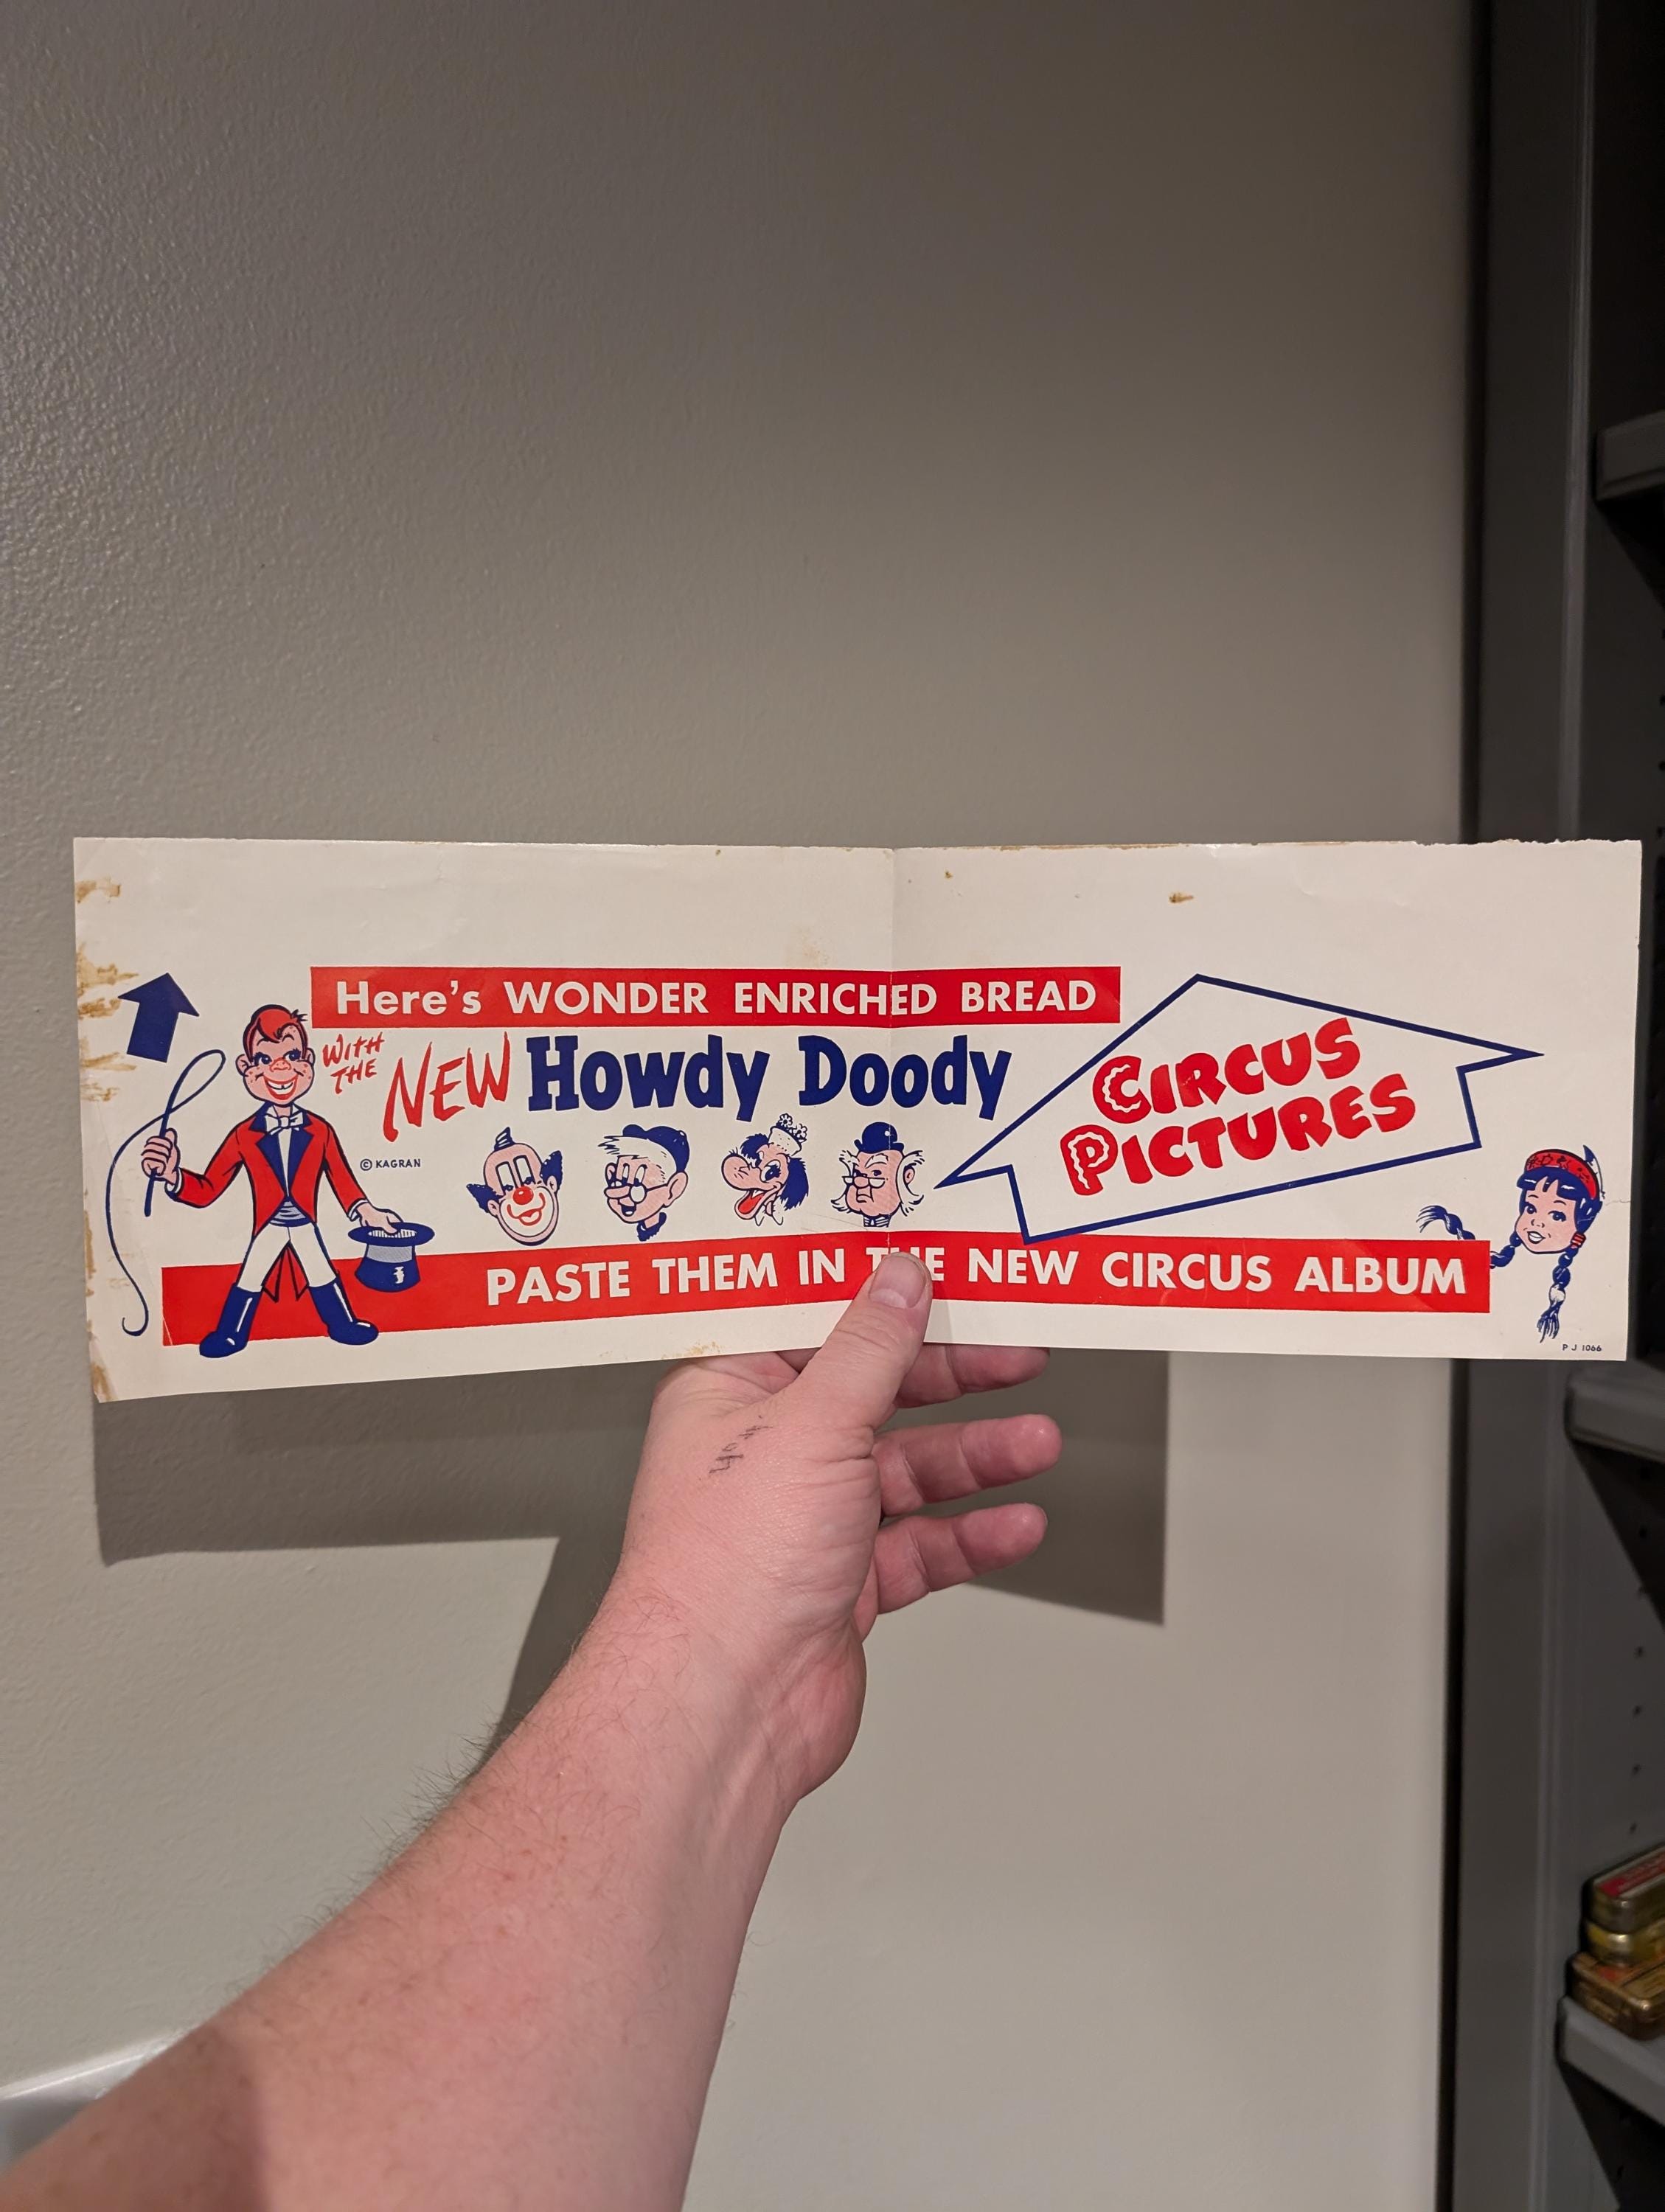 Here's WONDER ENRICHED BREAD
WITH THE NEW Howdy Doody
CIRCUS
PICTURES
© KAGRAN
PASTE THEM IN THE NEW CIRCUS ALBUM
P J 1066